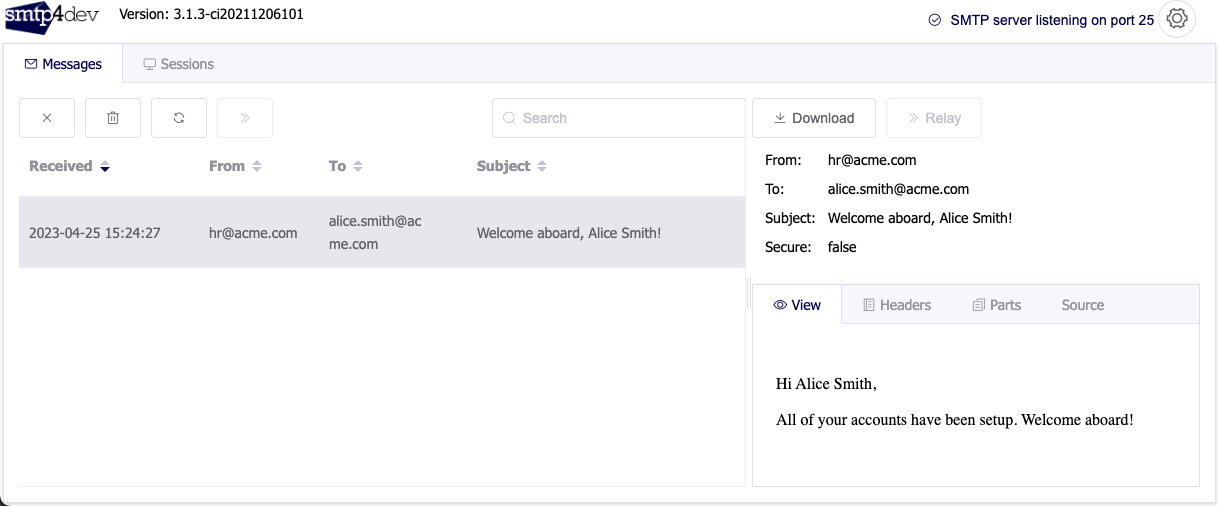 smtp4dev
Version: 3.1.3-ci20211206101
SMTP server listening on port 25
Messages
Sessions
Search
Download
Relay
Received
From
To
Subject
2023-04-25 15:24:27
hr@acme.com
alice.smith@ac
me.com
Welcome aboard, Alice Smith!
From: hr@acme.com
To: alice.smith@acme.com
Subject: Welcome aboard, Alice Smith!
Secure: false
View
Headers
Parts
Source
Hi Alice Smith,
All of your accounts have been setup. Welcome aboard!